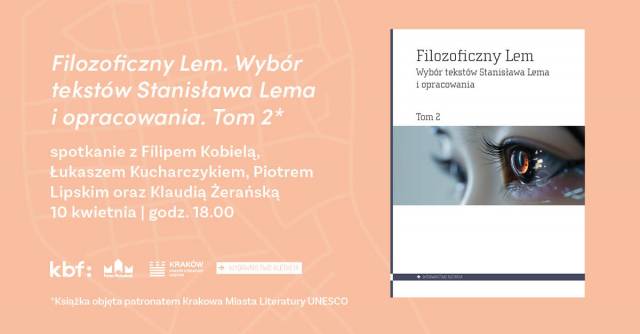 Filozoficzny Lem. Wybór
tekstów Stanisława Lema
i opracowania. Tom 2*
spotkanie z Filipem Kobielą,
Łukaszem Kucharczykiem, Piotrem
Lipskim oraz Klaudią Żerańską
10 kwietnia | godz. 18.00
kbf:
KRAKÓW
*Książka objęta patronatem Krakowa Miasta Literatury UNESCO
Filozoficzny Lem
Wybór tekstów Stanisława Lema
i opracowania
Tom 2